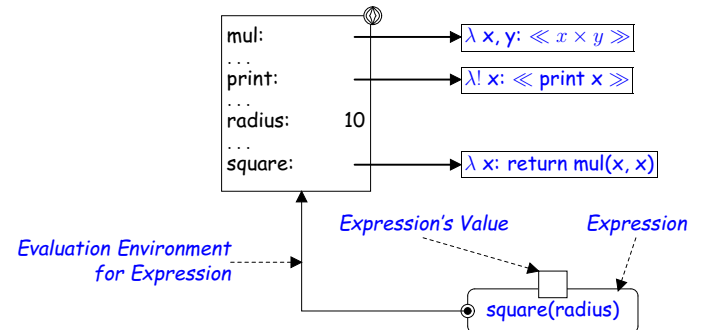 mul:
λ x, y: ≪ x × y ≫
. . .
print:
λ! x: ≪ print x ≫
. . .
radius: 10
. . .
square:
λ x: return mul(x, x)
Expression's Value
Expression
Evaluation Environment
for Expression
square(radius)